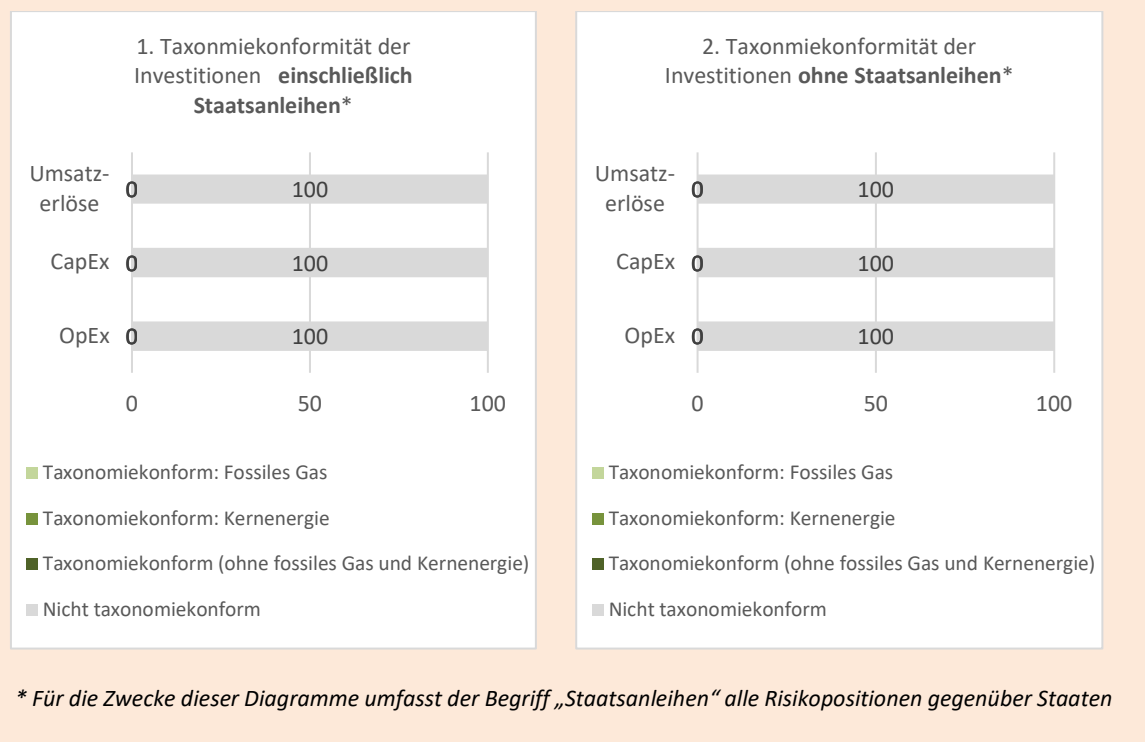 1. Taxonmiekonformität der
Investitionen einschließlich
Staatsanleihen*
Umsatz-
erlöse
0 100
CapEx 0 100
OpEx 0 100
0 50 100
Taxonomiekonform: Fossiles Gas
Taxonomiekonform: Kernenergie
Taxonomiekonform (ohne fossiles Gas und Kernenergie)
Nicht taxonomiekonform
2. Taxonmiekonformität der
Investitionen ohne Staatsanleihen*
Umsatz-
erlöse
0 100
CapEx 0 100
OpEx 0 100
0 50 100
Taxonomiekonform: Fossiles Gas
Taxonomiekonform: Kernenergie
Taxonomiekonform (ohne fossiles Gas und Kernenergie)
Nicht taxonomiekonform
* Für die Zwecke dieser Diagramme umfasst der Begriff „Staatsanleihen“ alle Risikopositionen gegenüber Staaten